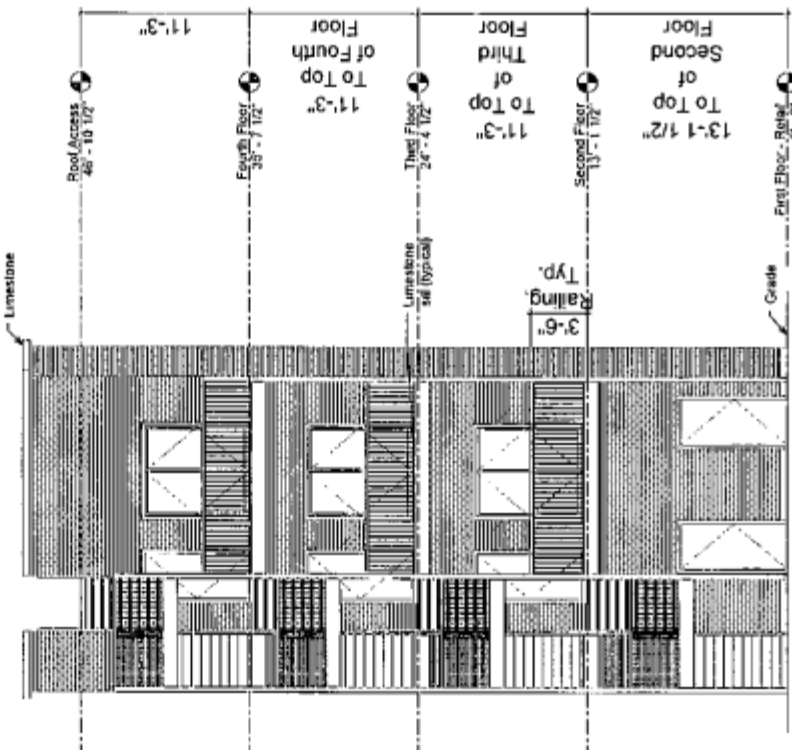 Limestone
Roof Access
46' - 10 1/2"
11'-3"
Fourth Floor
35' - 7 1/2"
11'-3"
To Top
of Fourth
Floor
Third Floor
24' - 4 1/2"
Limestone
sill (typical)
11'-3"
To Top
of
Third
Floor
Second Floor
13' - 1 1/2"
3'-6"
Railing,
Typ.
13'-1 1/2"
To Top
of
Second
Floor
First Floor - Retail
Grade